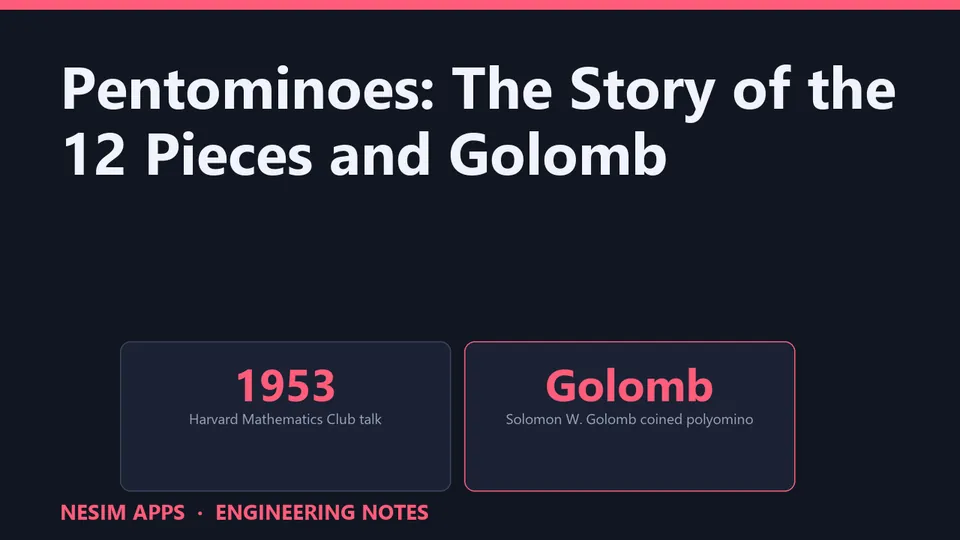 Pentominoes: The Story of the
12 Pieces and Golomb
1953
Harvard Mathematics Club talk
Golomb
Solomon W. Golomb coined polyomino
NESIM APPS · ENGINEERING NOTES